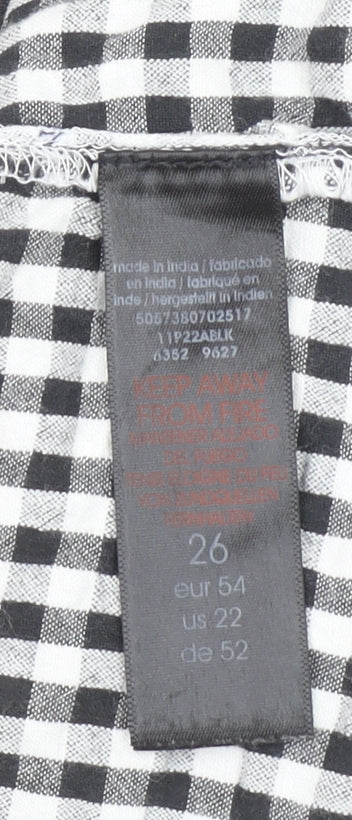 made in india / fabricado
en india / fabriqué en
inde / hergestellt in indien
5057380702517
11P22ABLK
6352 9627
KEEP AWAY
FROM FIRE
26
eur 54
us 22
de 52